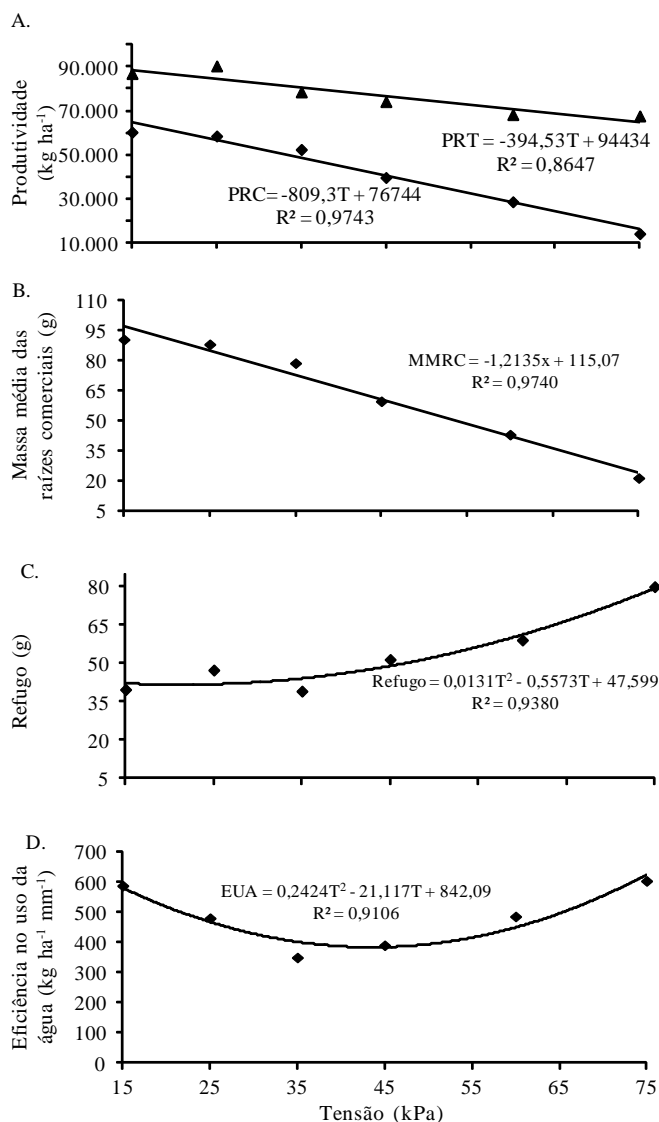 A.
Produtividade
(kg ha⁻¹)
90.000
70.000
50.000
30.000
10.000
PRT = -394,53T + 94434
R² = 0,8647
PRC= -809,3T + 76744
R² = 0,9743
B.
Massa média das
raízes comerciais (g)
110
95
80
65
50
35
20
5
MMRC = -1,2135x + 115,07
R² = 0,9740
C.
Refugo (g)
80
65
50
35
20
5
Refugo = 0,0131T² - 0,5573T + 47,599
R² = 0,9380
D.
Eficiência no uso da
água (kg ha⁻¹ mm⁻¹)
700
600
500
400
300
200
100
0
EUA = 0,2424T² - 21,117T + 842,09
R² = 0,9106
15 25 35 45 55 65 75
Tensão (kPa)